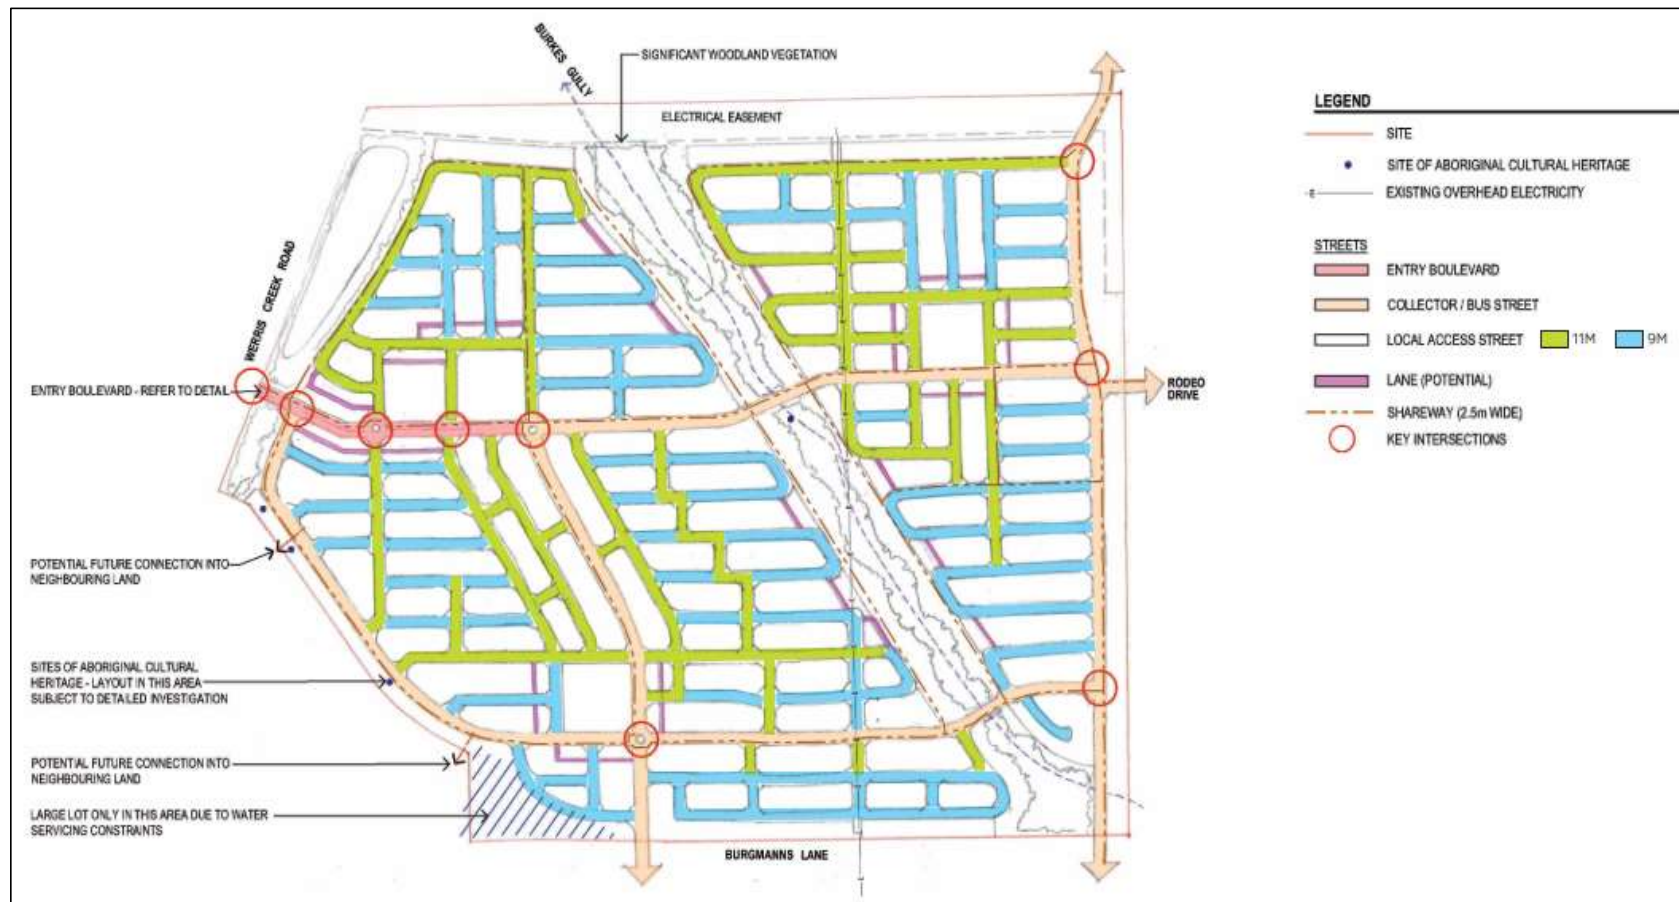 BURKES GULLY
SIGNIFICANT WOODLAND VEGETATION
ELECTRICAL EASEMENT
WERRIS CREEK ROAD
ENTRY BOULEVARD - REFER TO DETAIL
RODEO
DRIVE
POTENTIAL FUTURE CONNECTION INTO
NEIGHBOURING LAND
SITES OF ABORIGINAL CULTURAL
HERITAGE - LAYOUT IN THIS AREA
SUBJECT TO DETAILED INVESTIGATION
POTENTIAL FUTURE CONNECTION INTO
NEIGHBOURING LAND
LARGE LOT ONLY IN THIS AREA DUE TO WATER
SERVICING CONSTRAINTS
BURGMANNS LANE
LEGEND
SITE
SITE OF ABORIGINAL CULTURAL HERITAGE
EXISTING OVERHEAD ELECTRICITY
STREETS
ENTRY BOULEVARD
COLLECTOR / BUS STREET
LOCAL ACCESS STREET 11M 9M
LANE (POTENTIAL)
SHAREWAY (2.5m WIDE)
KEY INTERSECTIONS